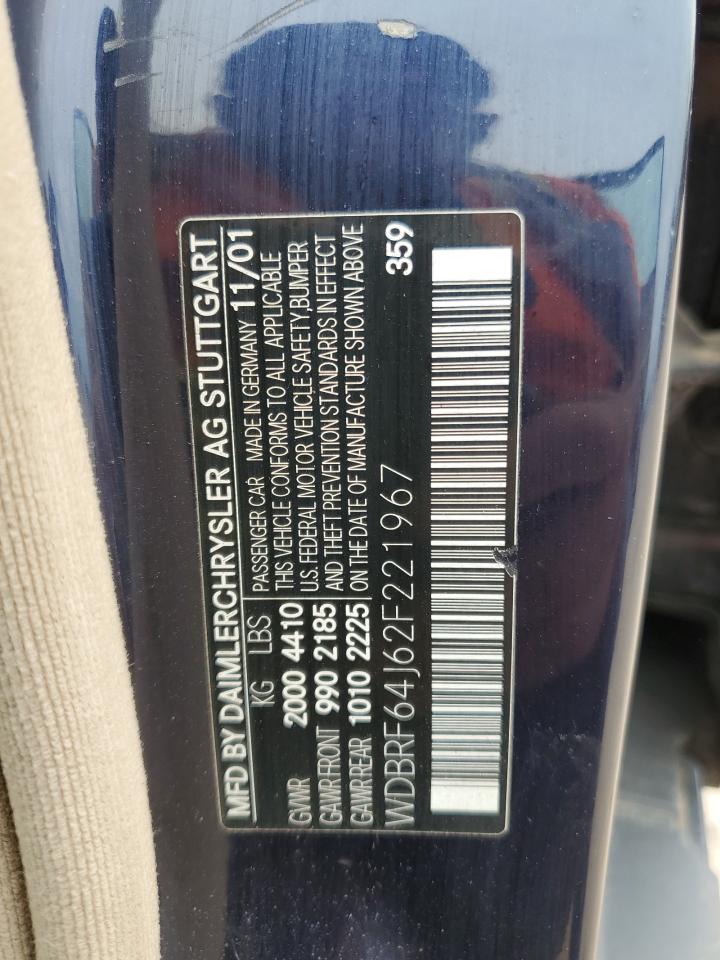 MFD BY DAIMLERCHRYSLER AG STUTTGART
KG LBS PASSENGER CAR MADE IN GERMANY 11/01
GVWR 2000 4410 THIS VEHICLE CONFORMS TO ALL APPLICABLE
U.S. FEDERAL MOTOR VEHICLE SAFETY,BUMPER
GAWR FRONT 990 2185 AND THEFT PREVENTION STANDARDS IN EFFECT
GAWR REAR 1010 2225 ON THE DATE OF MANUFACTURE SHOWN ABOVE
WDBRF64J62F221967 359